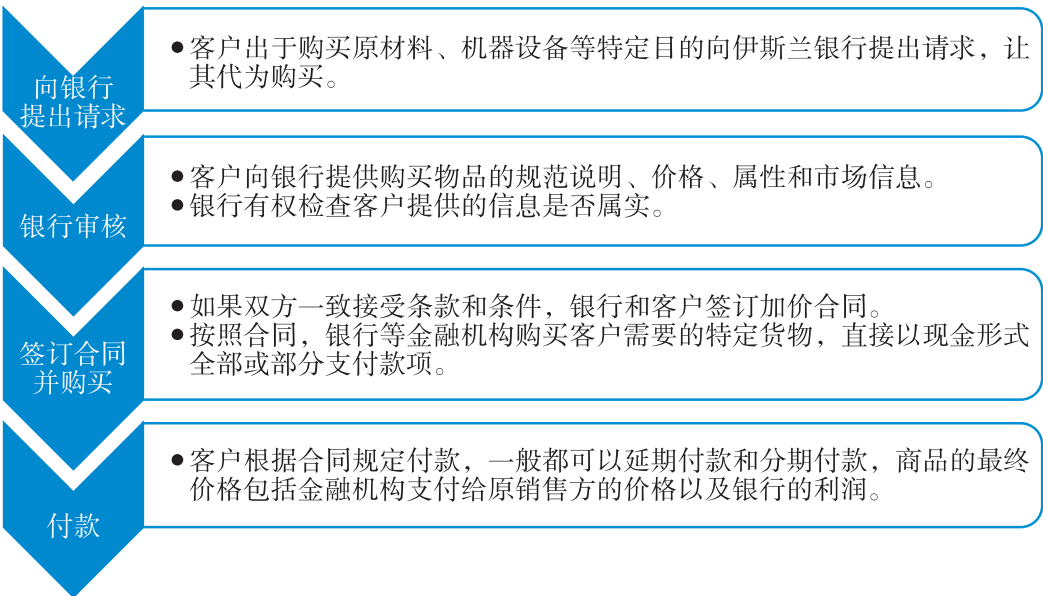 向银行
提出请求
●客户出于购买原材料、机器设备等特定目的向伊斯兰银行提出请求，让
其代为购买。
银行审核
●客户向银行提供购买物品的规范说明、价格、属性和市场信息。
●银行有权检查客户提供的信息是否属实。
签订合同
并购买
●如果双方一致接受条款和条件，银行和客户签订加价合同。
●按照合同，银行等金融机构购买客户需要的特定货物，直接以现金形式
全部或部分支付款项。
付款
●客户根据合同规定付款，一般都可以延期付款和分期付款，商品的最终
价格包括金融机构支付给原销售方的价格以及银行的利润。